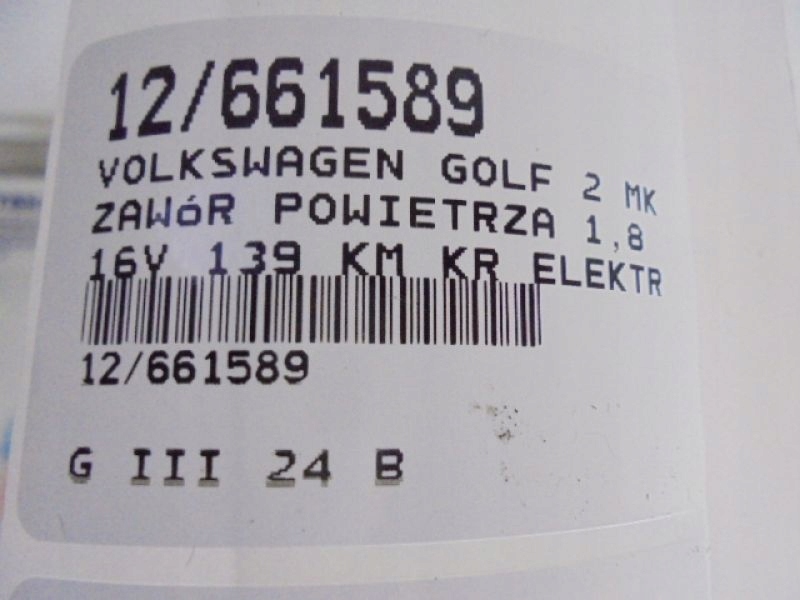 12/661589
VOLKSWAGEN GOLF 2 MK
ZAWóR POWIETRZA 1,8
16V 139 KM KR ELEKTR
12/661589
G III 24 B